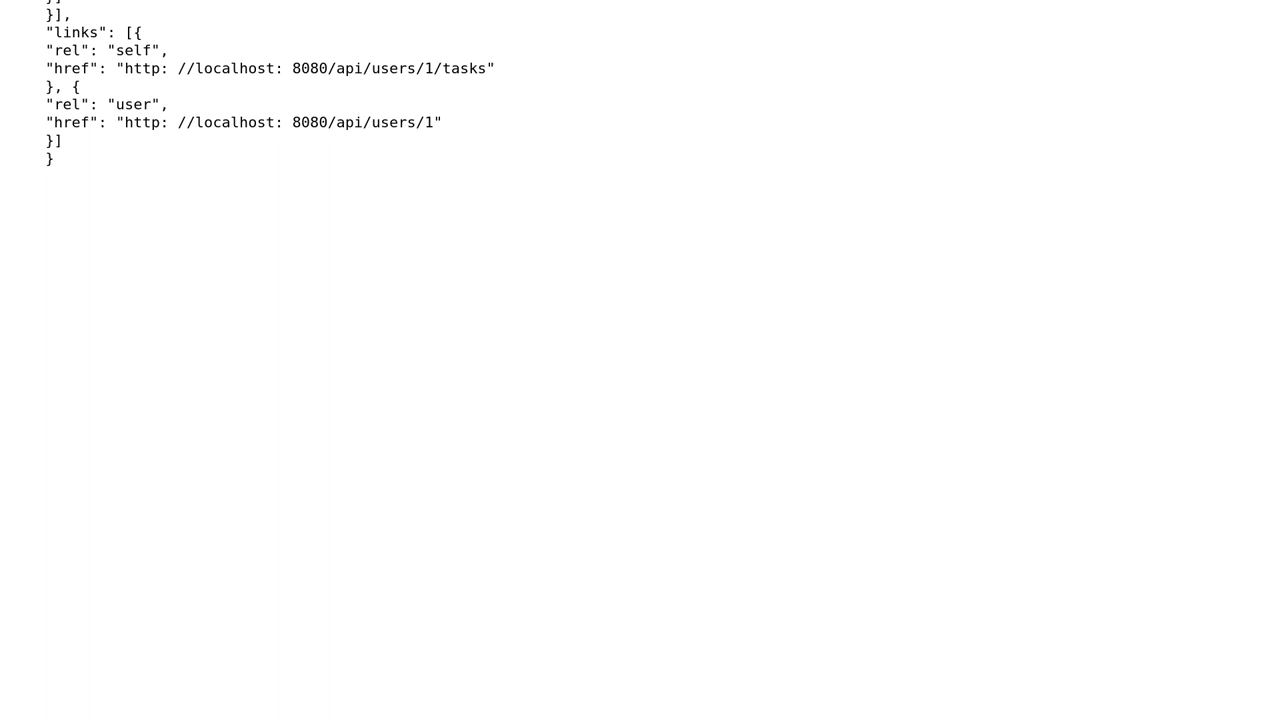 }],
"links": [{
"rel": "self",
"href": "http: //localhost: 8080/api/users/1/tasks"
}, {
"rel": "user",
"href": "http: //localhost: 8080/api/users/1"
}]
}